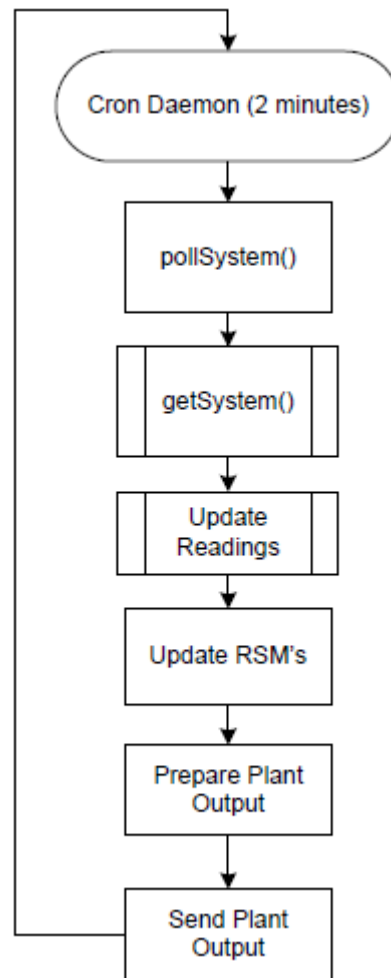 Cron Daemon (2 minutes)
pollSystem()
getSystem()
Update
Readings
Update RSM's
Prepare Plant
Output
Send Plant
Output